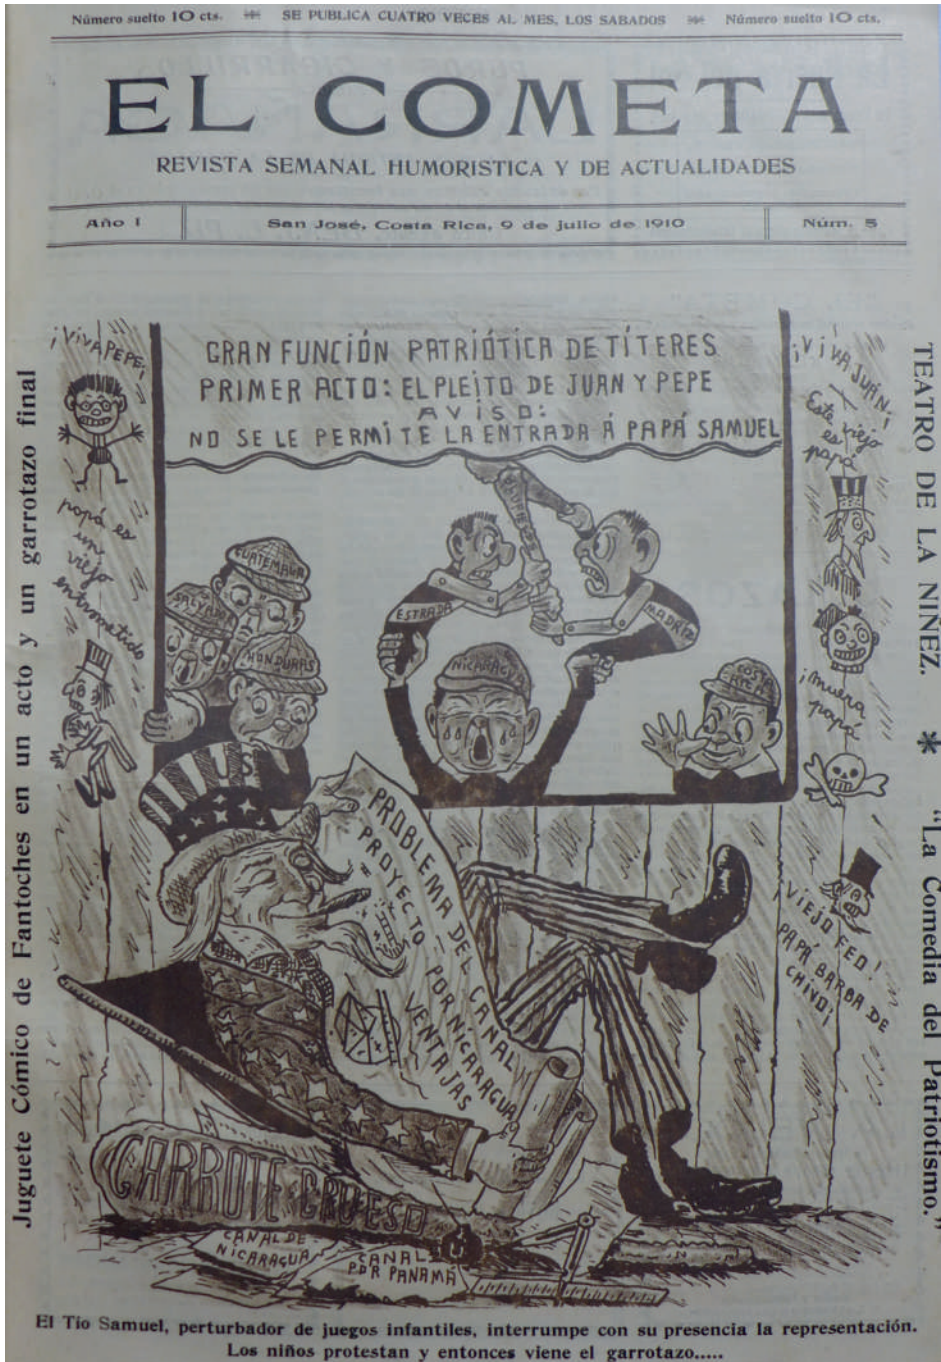 Número suelto 10 cts. SE PUBLICA CUATRO VECES AL MES, LOS SABADOS Número suelto 10 cts.
EL COMETA
REVISTA SEMANAL HUMORISTICA Y DE ACTUALIDADES
Año I San José, Costa Rica, 9 de julio de 1910 Núm. 5
Juguete Cómico de Fantoches en un acto y un garrotazo final
¡VIVA PEPE!
papá es
un
viejo
entrometido
GRAN FUNCIÓN PATRIÓTICA DE TÍTERES
PRIMER ACTO: EL PLEITO DE JUAN Y PEPE
AVISO:
NO SE LE PERMITE LA ENTRADA Á PAPÁ SAMUEL
GUATEMALA
SALVADOR
HONDURAS
ESTRADA
MADRIZ
NICARAGUA
COSTA
RICA
¡VIVA JUAN!
Este viejo
es
papá
¡muera
papá
¡VIEJO FEO!
PAPÁ BARBA DE
CHIVO!
TEATRO DE LA NIÑEZ. * "La Comedia del Patriotismo.,,
US
PROBLEMA DEL CANAL
PROYECTO – POR NICARAGUA
VENTAJAS
GARROTE GRUESO
CANAL DE
NICARAGUA
CANAL
POR PANAMÁ
El Tío Samuel, perturbador de juegos infantiles, interrumpe con su presencia la representación.
Los niños protestan y entonces viene el garrotazo.....